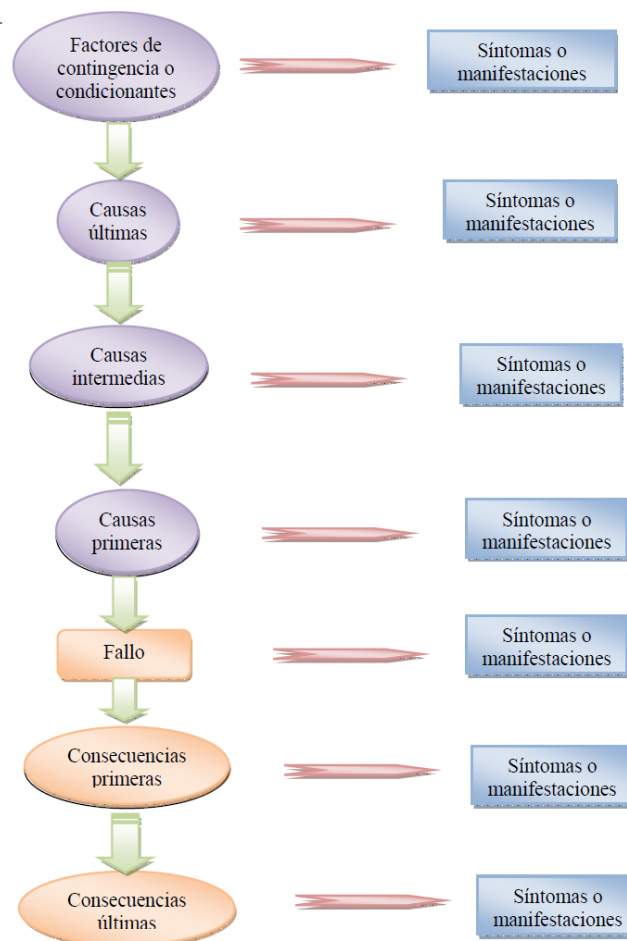 Factores de
contingencia o
condicionantes
Síntomas o
manifestaciones
Causas
últimas
Síntomas o
manifestaciones
Causas
intermedias
Síntomas o
manifestaciones
Causas
primeras
Síntomas o
manifestaciones
Fallo
Síntomas o
manifestaciones
Consecuencias
primeras
Síntomas o
manifestaciones
Consecuencias
últimas
Síntomas o
manifestaciones